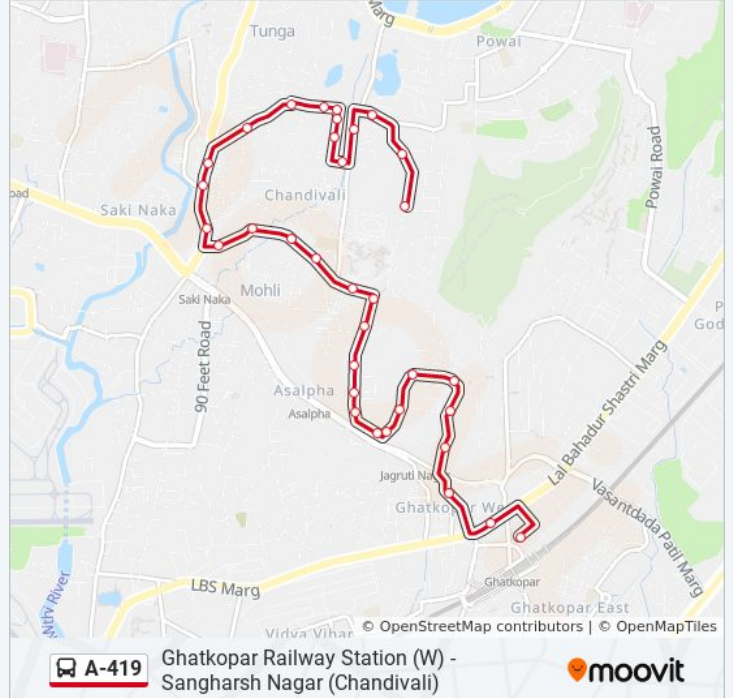 Marg
Tunga
Powai
Powai Road
Chandivali
Saki Naka
Mohli
Saki Naka
90 Feet Road
Asalpha
Asalpha
Lal Bahadur Shastri Marg
Jagruti Na
Ghatkopar We
Vasantdada Patil Marg
LBS Marg
Ghatkopar
Ghatkopar East
Mithi River
Vidya Vihar
© OpenStreetMap contributors | © OpenMapTiles
A-419
Ghatkopar Railway Station (W) -
Sangharsh Nagar (Chandivali)
moovit